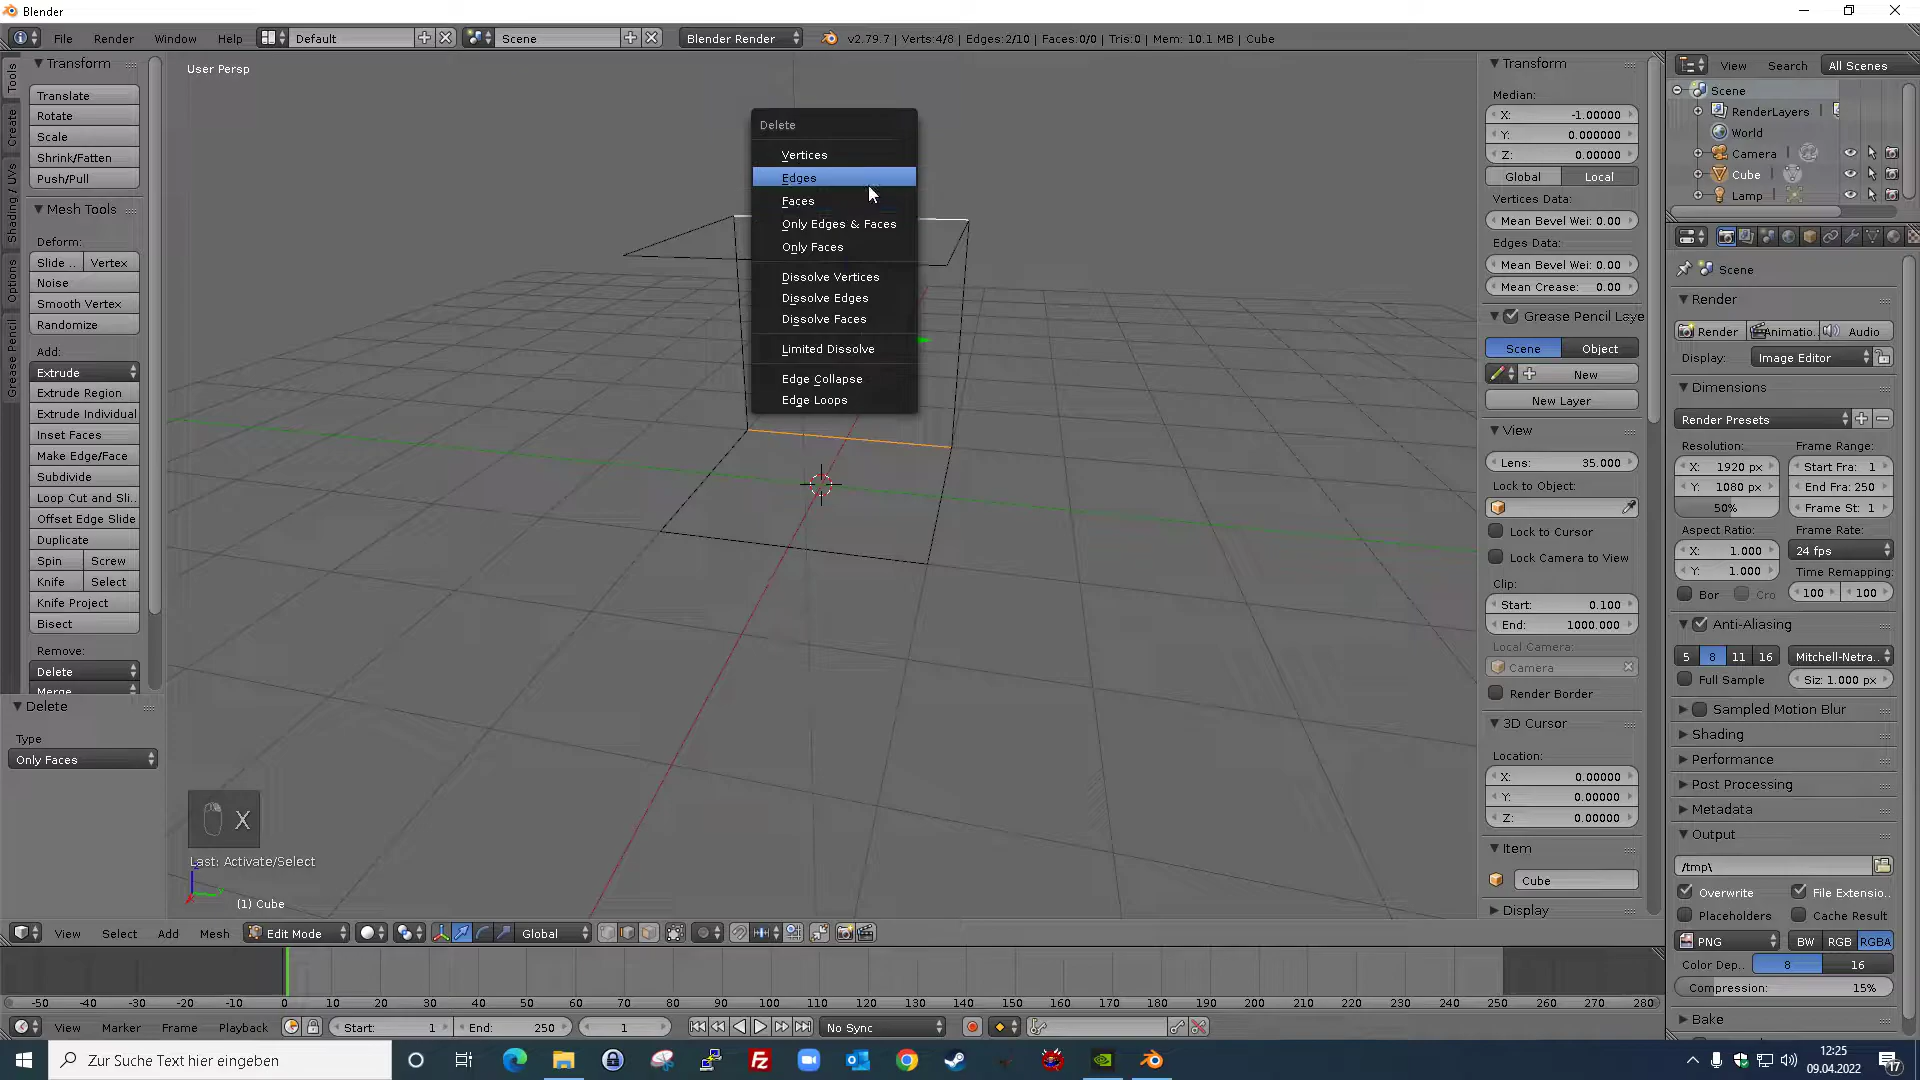 Blender
File Render Window Help Default Scene Blender Render v2.79.7 | Verts:4/8 | Edges:2/10 | Faces:0/0 | Tris:0 | Mem: 10.1 MB | Cube
Tools
Create
Shading / UVs
Options
Grease Pencil
Transform
Translate
Rotate
Scale
Shrink/Fatten
Push/Pull
Mesh Tools
Deform:
Slide .. Vertex
Noise
Smooth Vertex
Randomize
Add:
Extrude
Extrude Region
Extrude Individual
Inset Faces
Make Edge/Face
Subdivide
Loop Cut and Sli..
Offset Edge Slide
Duplicate
Spin Screw
Knife Select
Knife Project
Bisect
Remove:
Delete
Merge
Delete
Type
Only Faces
User Persp
Delete
Vertices
Edges
Faces
Only Edges & Faces
Only Faces
Dissolve Vertices
Dissolve Edges
Dissolve Faces
Limited Dissolve
Edge Collapse
Edge Loops
X
Last: Activate/Select
(1) Cube
Transform
Median:
X: -1.00000
Y: 0.00000
Z: 0.00000
Global Local
Vertices Data:
Mean Bevel Wei: 0.00
Edges Data:
Mean Bevel Wei: 0.00
Mean Crease: 0.00
Grease Pencil Laye
Scene Object
New
New Layer
View
Lens: 35.000
Lock to Object:
Lock to Cursor
Lock Camera to View
Clip:
Start: 0.100
End: 1000.000
Local Camera:
Camera
Render Border
3D Cursor
Location:
X: 0.00000
Y: 0.00000
Z: 0.00000
Item
Cube
Display
View Search All Scenes
Scene
RenderLayers
World
Camera
Cube
Lamp
Scene
Render
Render Animatio.. Audio
Display: Image Editor
Dimensions
Render Presets
Resolution: Frame Range:
X: 1920 px Start Fra: 1
Y: 1080 px End Fra: 250
50% Frame St: 1
Aspect Ratio: Frame Rate:
X: 1.000 24 fps
Y: 1.000 Time Remapping:
Bor Cro 100 100
Anti-Aliasing
5 8 11 16 Mitchell-Netra..
Full Sample Siz: 1.000 px
Sampled Motion Blur
Shading
Performance
Post Processing
Metadata
Output
/tmp\
Overwrite File Extensio..
Placeholders Cache Result
PNG BW RGB RGBA
Color Dep.. 8 16
Compression: 15%
Bake
View Select Add Mesh Edit Mode Global
-50 -40 -30 -20 -10 0 10 20 30 40 50 60 70 80 90 100 110 120 130 140 150 160 170 180 190 200 210 220 230 240 250 260 270 280
View Marker Frame Playback Start: 1 End: 250 1 No Sync
Zur Suche Text hier eingeben
12:25
09.04.2022
17